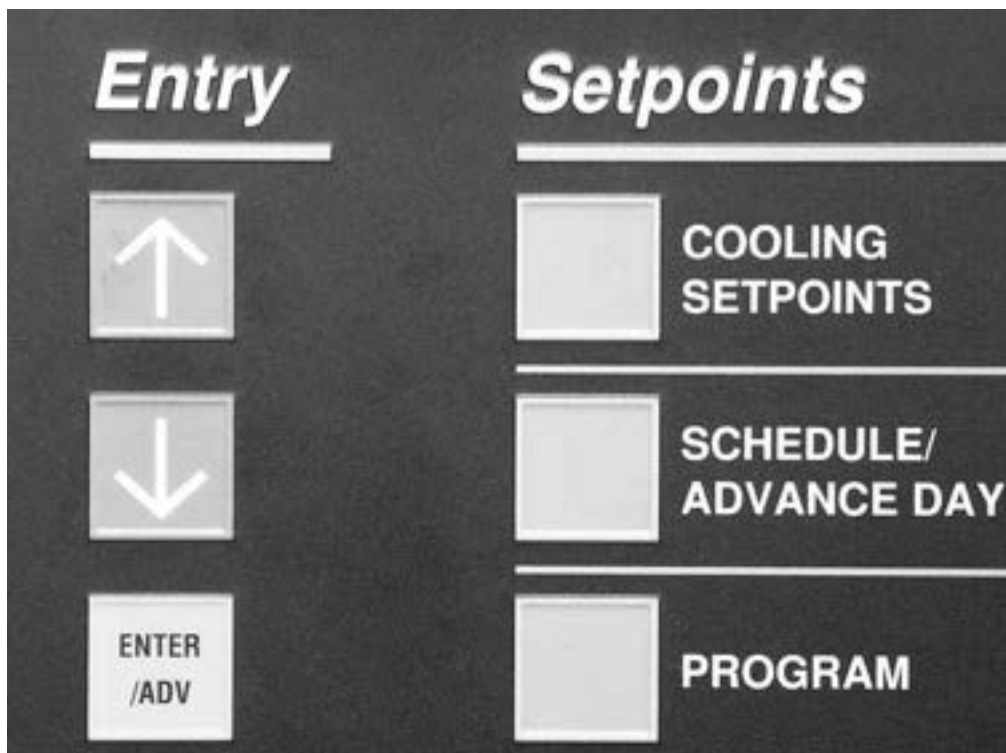 Entry
ENTER
/ADV
Setpoints
COOLING
SETPOINTS
SCHEDULE/
ADVANCE DAY
PROGRAM